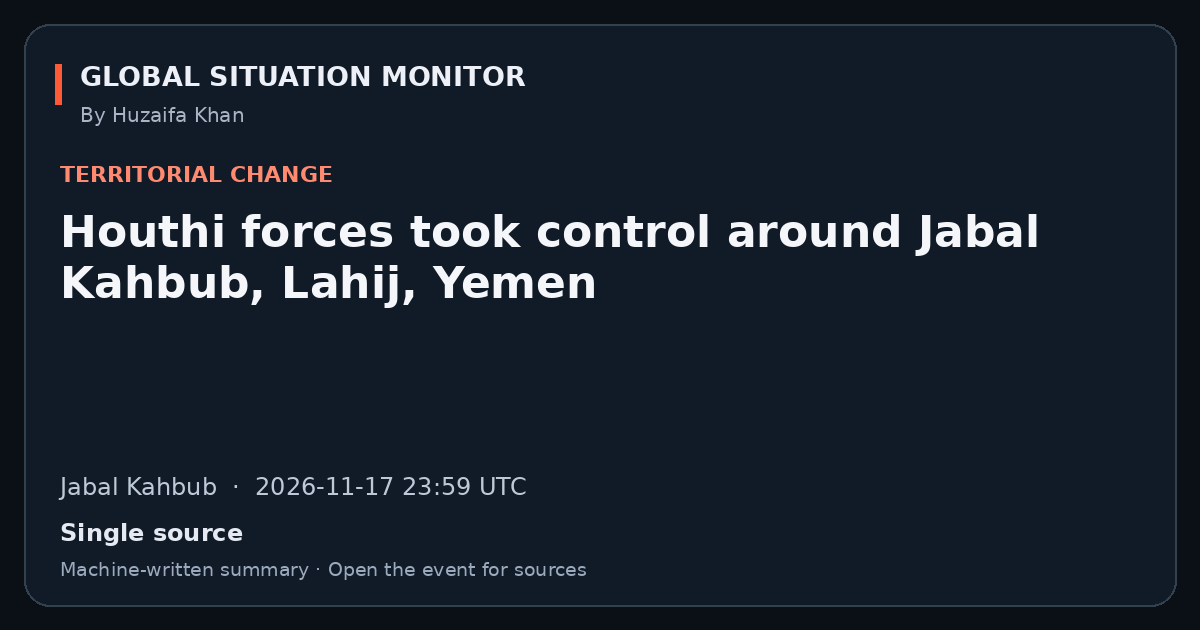 GLOBAL SITUATION MONITOR
By Huzaifa Khan
TERRITORIAL CHANGE
Houthi forces took control around Jabal
Kahbub, Lahij, Yemen
Jabal Kahbub · 2026-11-17 23:59 UTC
Single source
Machine-written summary · Open the event for sources